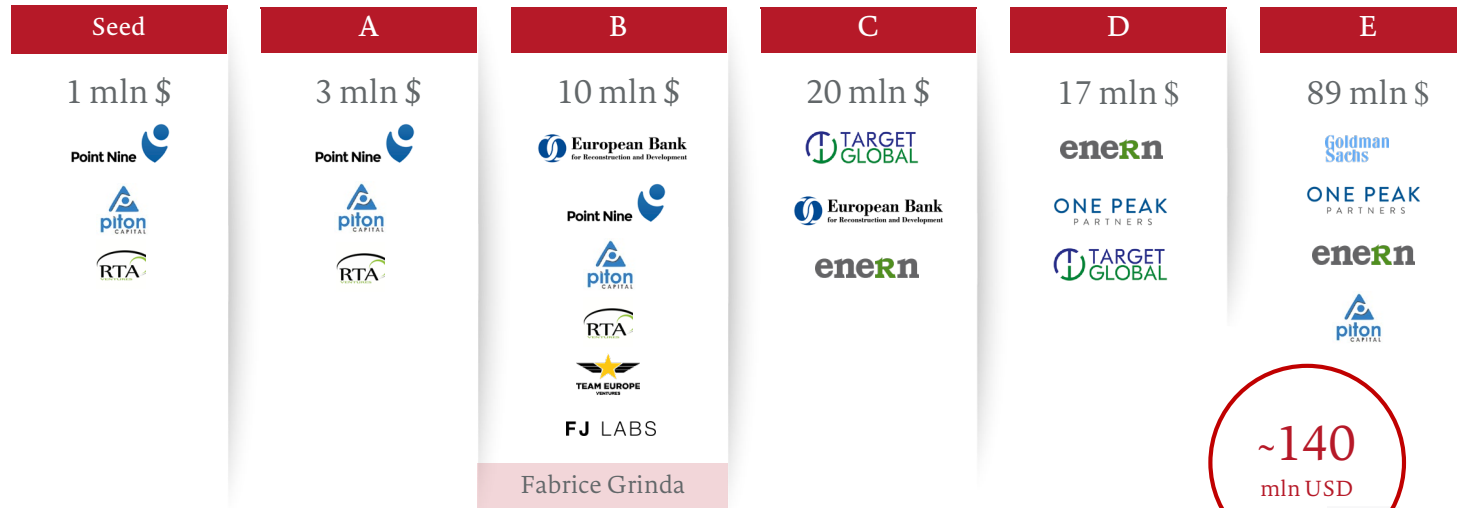 Seed
1 mln $
Point Nine
piton
CAPITAL
RTA
VENTURES
A
3 mln $
Point Nine
piton
CAPITAL
RTA
VENTURES
B
10 mln $
European Bank
for Reconstruction and Development
Point Nine
piton
CAPITAL
RTA
VENTURES
TEAM EUROPE
VENTURES
FJ LABS
Fabrice Grinda
C
20 mln $
TARGET
GLOBAL
European Bank
for Reconstruction and Development
enern
D
17 mln $
enern
ONE PEAK
PARTNERS
TARGET
GLOBAL
E
89 mln $
Goldman
Sachs
ONE PEAK
PARTNERS
enern
piton
CAPITAL
~140
mln USD